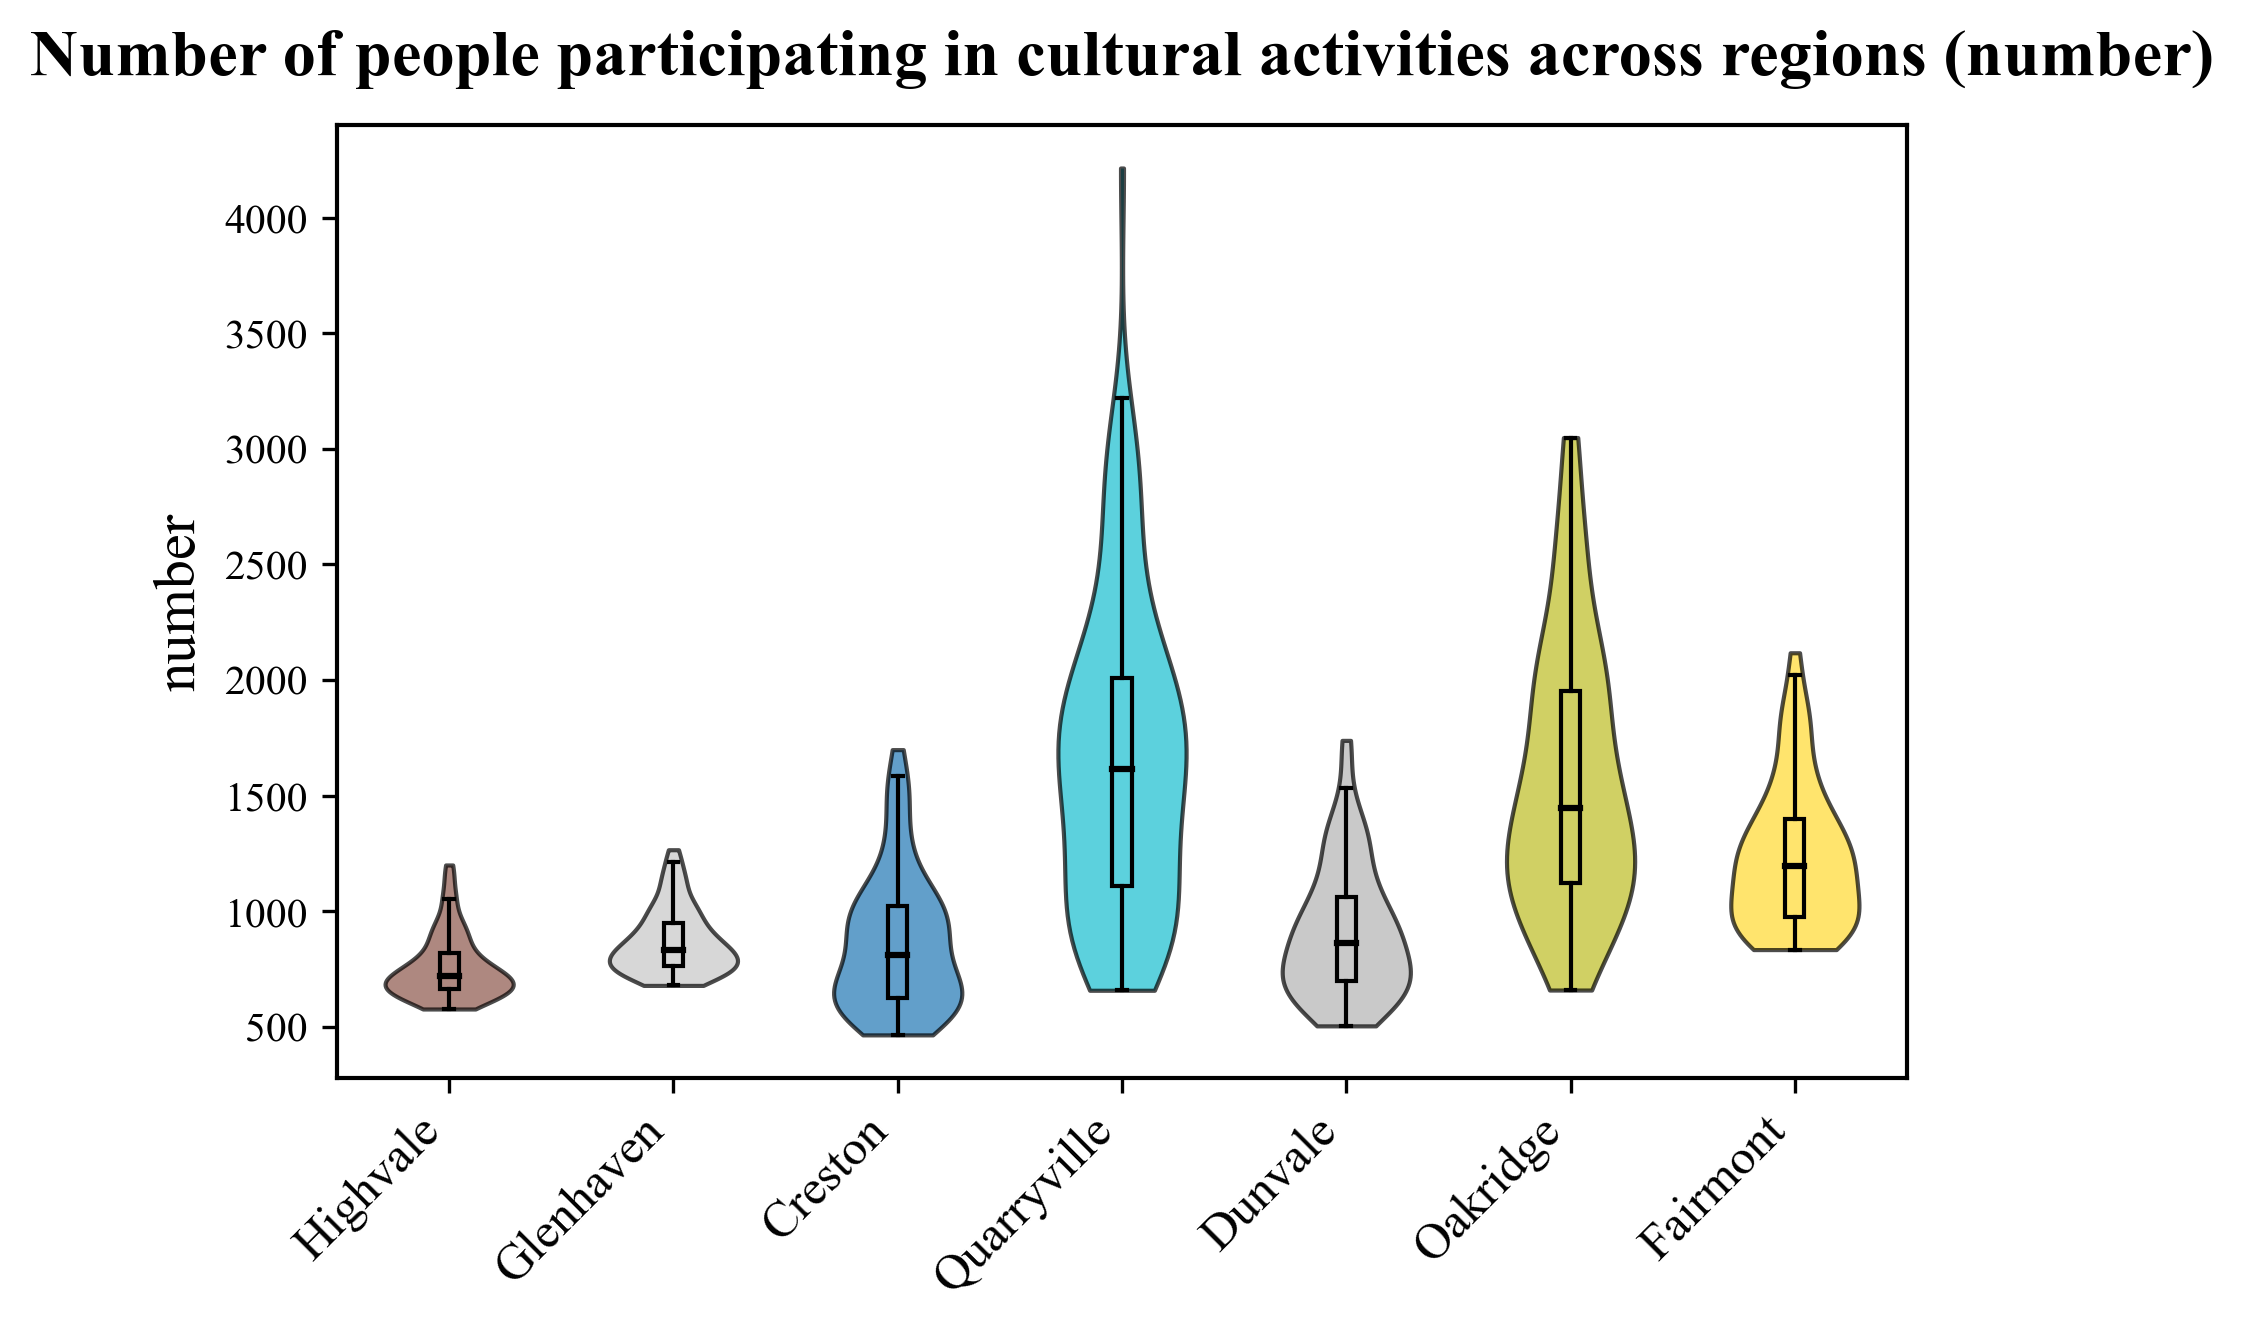 Number of people participating in cultural activities across regions (number)
number
4000
3500
3000
2500
2000
1500
1000
500
Highvale
Glenhaven
Creston
Quarryville
Dunvale
Oakridge
Fairmont